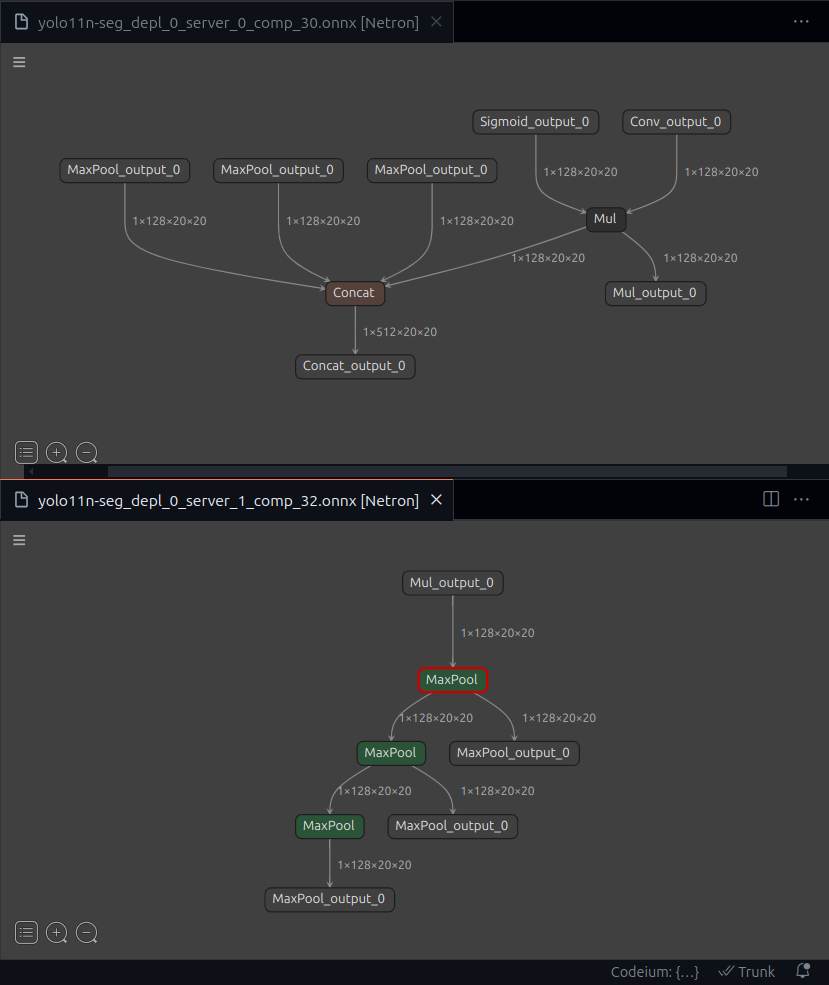 yolo11n-seg_depl_0_server_0_comp_30.onnx [Netron]
Sigmoid_output_0
Conv_output_0
MaxPool_output_0
MaxPool_output_0
MaxPool_output_0
1×128×20×20
1×128×20×20
1×128×20×20
1×128×20×20
1×128×20×20
Mul
1×128×20×20
1×128×20×20
Concat
Mul_output_0
1×512×20×20
Concat_output_0
yolo11n-seg_depl_0_server_1_comp_32.onnx [Netron]
Mul_output_0
1×128×20×20
MaxPool
1×128×20×20
1×128×20×20
MaxPool
MaxPool_output_0
1×128×20×20
1×128×20×20
MaxPool
MaxPool_output_0
1×128×20×20
MaxPool_output_0
Codeium: {...}
Trunk